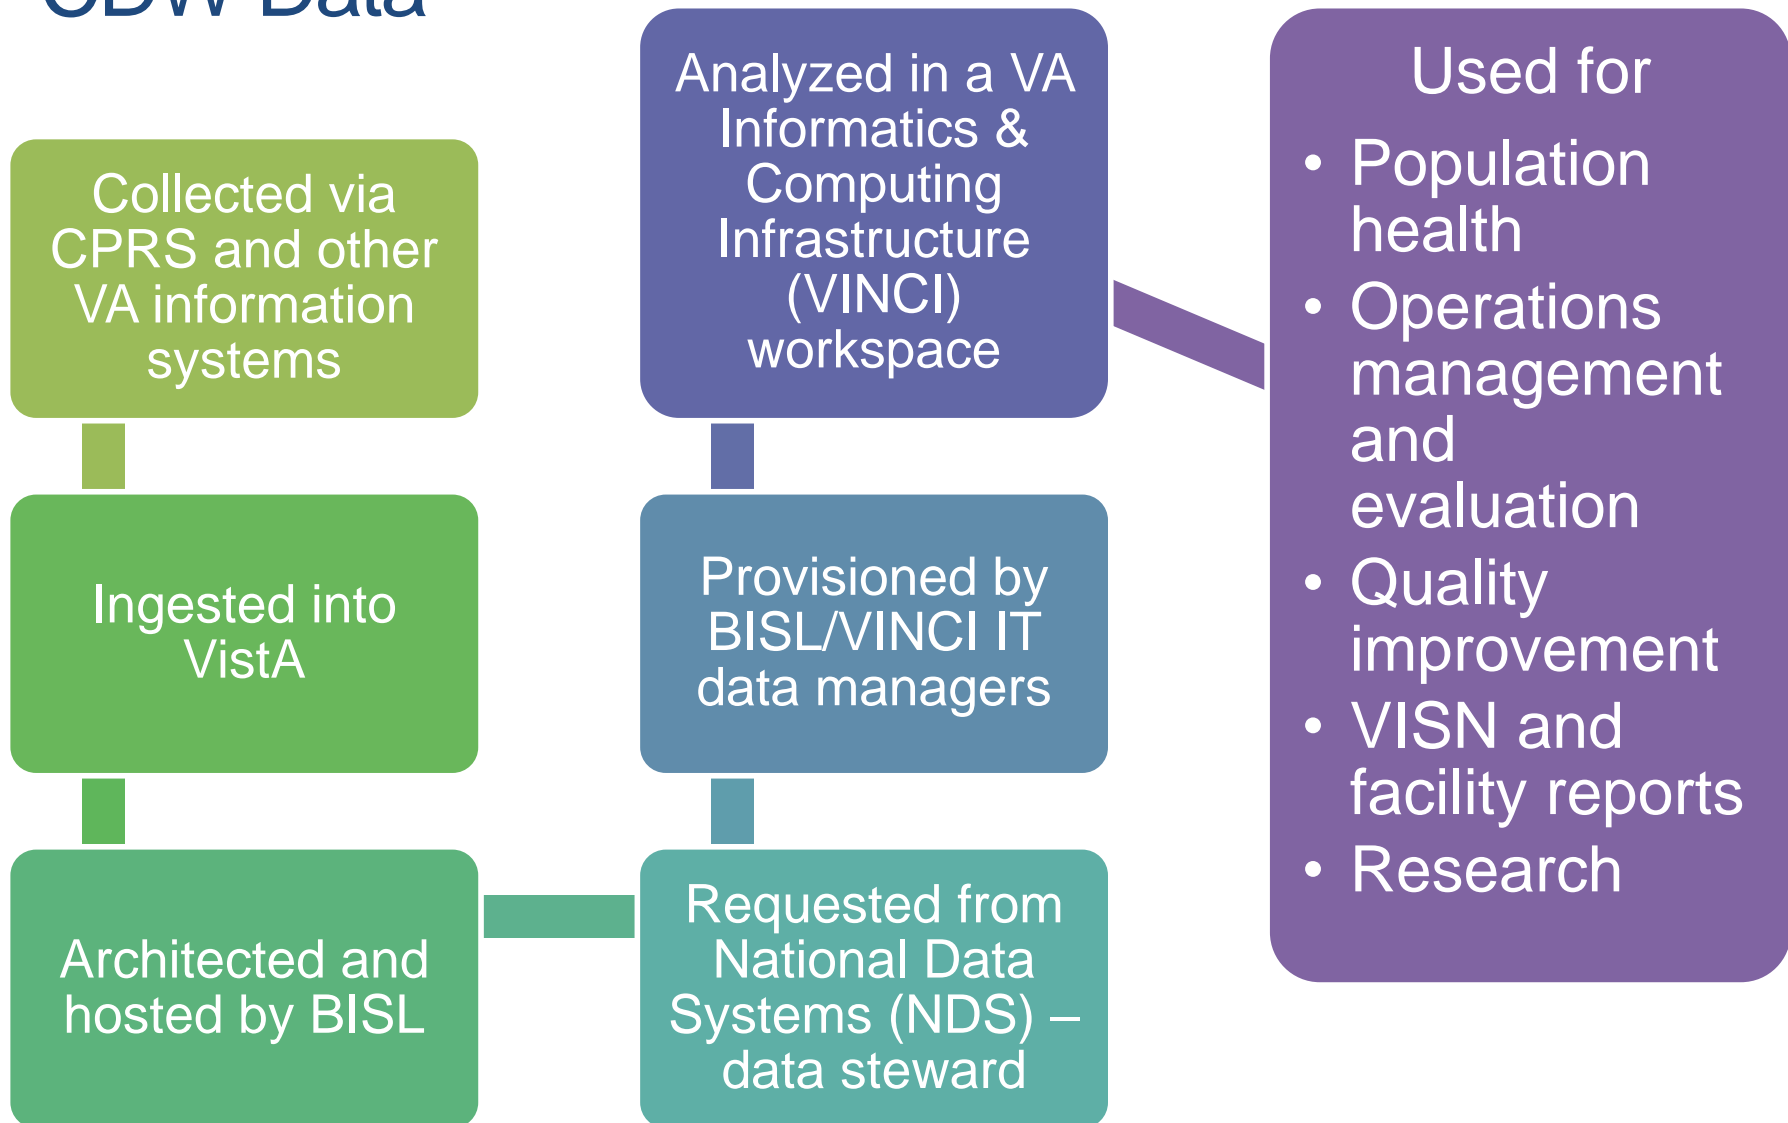 CDW Data
Collected via
CPRS and other
VA information
systems
Ingested into
VistA
Architected and
hosted by BISL
Requested from
National Data
Systems (NDS) –
data steward
Provisioned by
BISL/VINCI IT
data managers
Analyzed in a VA
Informatics &
Computing
Infrastructure
(VINCI)
workspace
Used for
• Population
health
• Operations
management
and
evaluation
• Quality
improvement
• VISN and
facility reports
• Research